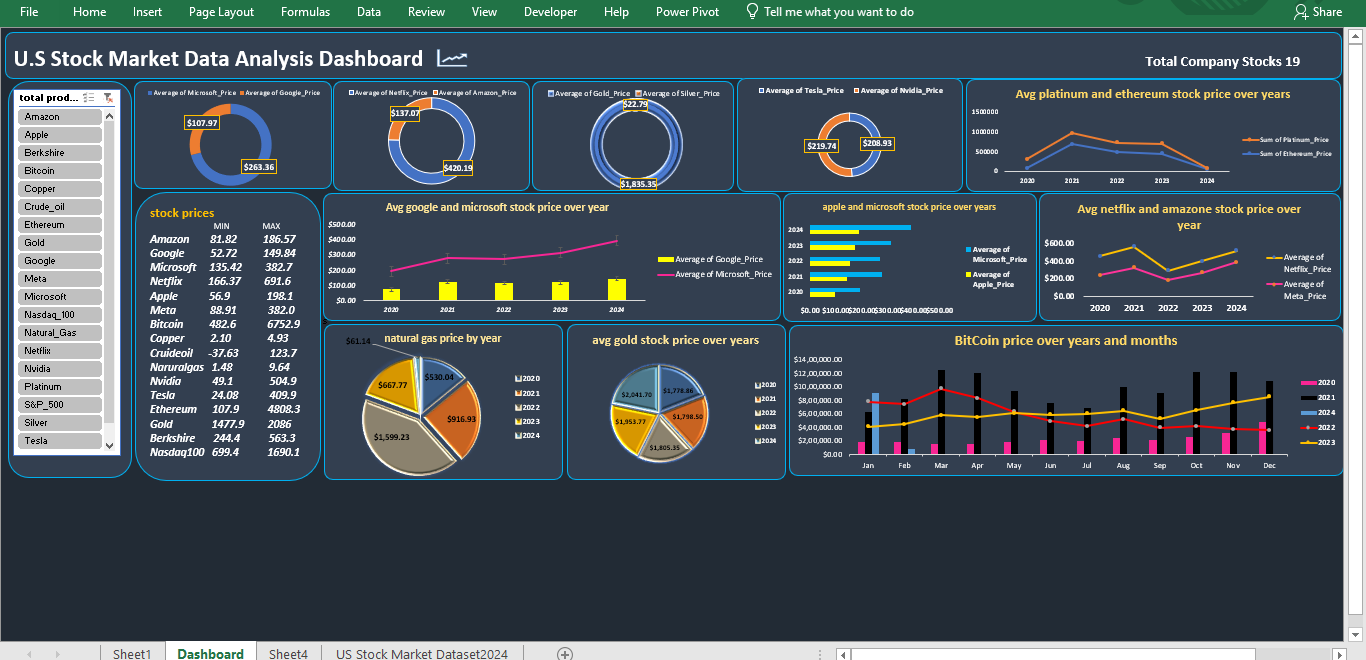 File Home Insert Page Layout Formulas Data Review View Developer Help Power Pivot Tell me what you want to do Share
U.S Stock Market Data Analysis Dashboard
Total Company Stocks 19
total prod...
Amazon
Apple
Berkshire
Bitcoin
Copper
Crude_oil
Ethereum
Gold
Google
Meta
Microsoft
Nasdaq_100
Natural_Gas
Netflix
Nvidia
Platinum
S&P_500
Silver
Tesla
Average of Microsoft_Price Average of Google_Price
$107.97
$263.36
Average of Netflix_Price Average of Amazon_Price
$137.07
$420.19
Average of Gold_Price Average of Silver_Price
$22.79
$1,835.35
Average of Tesla_Price Average of Nvidia_Price
$219.74
$208.93
Avg platinum and ethereum stock price over years
1500000
1000000
500000
0
2020 2021 2022 2023 2024
Sum of Platinum_Price
Sum of Ethereum_Price
stock prices
MIN MAX
Amazon 81.82 186.57
Google 52.72 149.84
Microsoft 135.42 382.7
Netflix 166.37 691.6
Apple 56.9 198.1
Meta 88.91 382.0
Bitcoin 482.6 6752.9
Copper 2.10 4.93
Cruideoil -37.63 123.7
Naruralgas 1.48 9.64
Nvidia 49.1 504.9
Tesla 24.08 409.9
Ethereum 107.9 4808.3
Gold 1477.9 2086
Berkshire 244.4 563.3
Nasdaq100 699.4 1690.1
Avg google and microsoft stock price over year
$500.00
$400.00
$300.00
$200.00
$100.00
$0.00
2020 2021 2022 2023 2024
Average of Google_Price
Average of Microsoft_Price
apple and microsoft stock price over years
2024
2023
2022
2021
2020
$0.00 $100.00 $200.00 $300.00 $400.00 $500.00
Average of
Microsoft_Price
Average of
Apple_Price
Avg netflix and amazone stock price over
year
$600.00
$400.00
$200.00
$0.00
2020 2021 2022 2023 2024
Average of
Netflix_Price
Average of
Meta_Price
natural gas price by year
$61.14
$530.04
$916.93
$1,599.23
$667.77
2020
2021
2022
2023
2024
avg gold stock price over years
$2,041.70
$1,778.86
$1,798.50
$1,805.35
$1,953.77
2020
2021
2022
2023
2024
BitCoin price over years and months
$14,00,000.00
$12,00,000.00
$10,00,000.00
$8,00,000.00
$6,00,000.00
$4,00,000.00
$2,00,000.00
$0.00
Jan Feb Mar Apr May Jun Jul Aug Sep Oct Nov Dec
2020
2021
2024
2022
2023
Sheet1 Dashboard Sheet4 US Stock Market Dataset2024